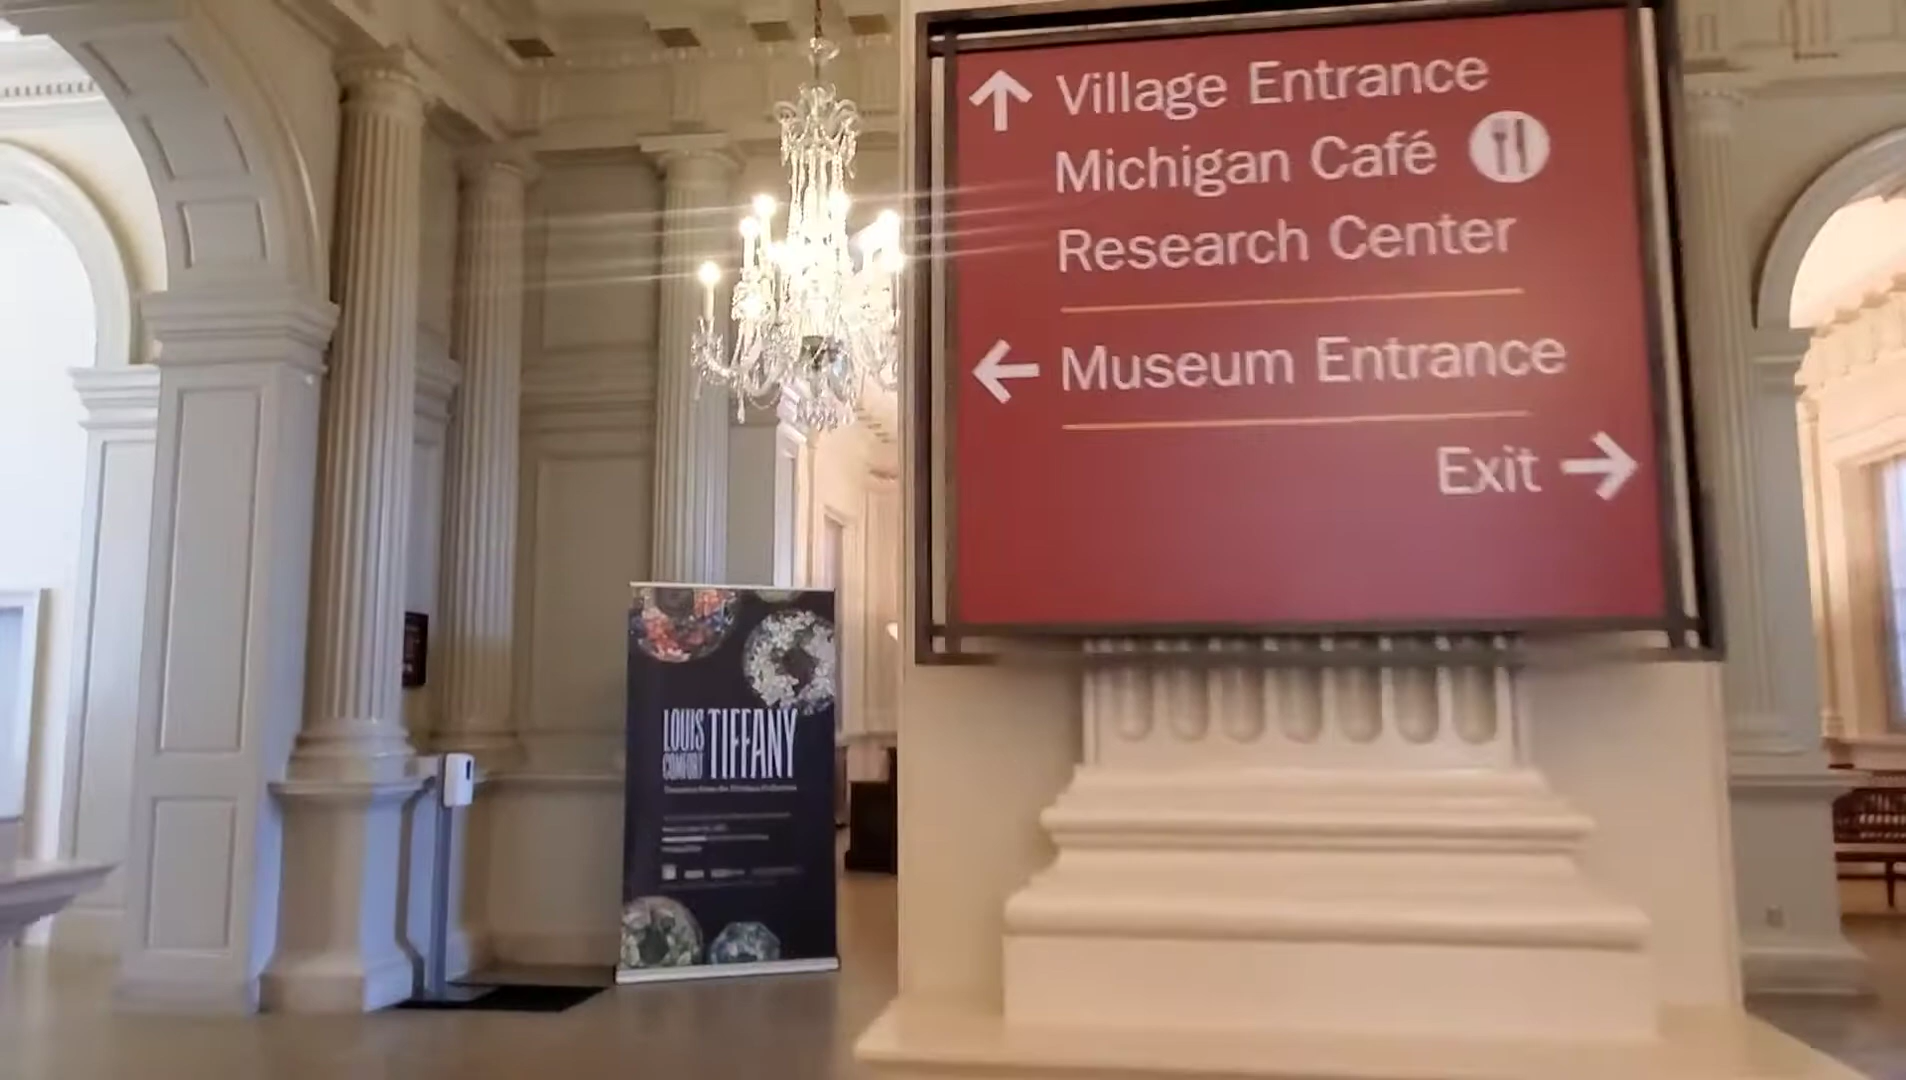 Village Entrance
Michigan Café
Research Center
Museum Entrance
Exit
LOUIS
COMFORT
TIFFANY